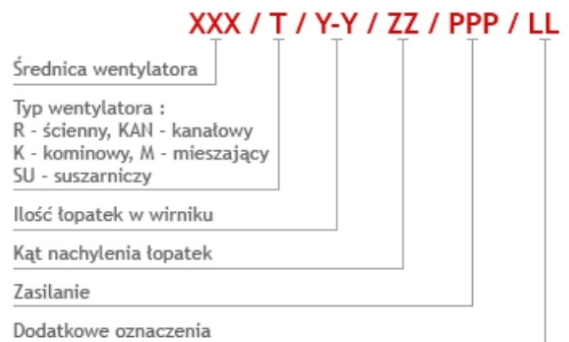 XXX / T / Y-Y / ZZ / PPP / LL
Średnica wentylatora
Typ wentylatora :
R - ścienny, KAN - kanałowy
K - kominowy, M - mieszający
SU - suszarniczy
Ilość łopatek w wirniku
Kąt nachylenia łopatek
Zasilanie
Dodatkowe oznaczenia